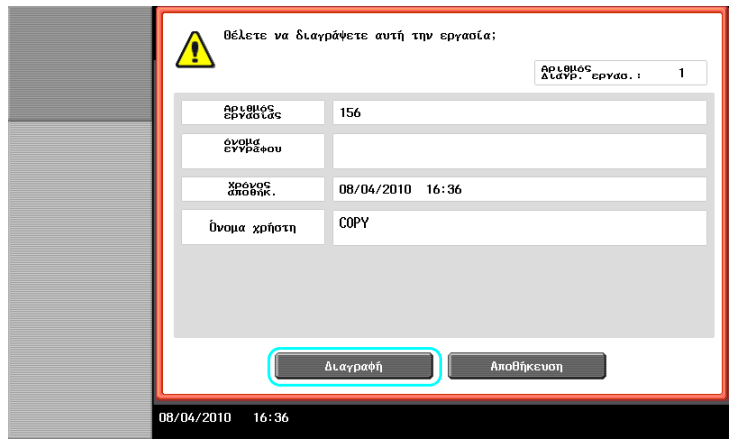 Θέλετε να διαγράψετε αυτή την εργασία;
Αριθμός
Διαγρ. εργασ.: 1
Αριθμός
εργασίας
156
όνομα
εγγράφου
Χρόνος
αποθήκ.
08/04/2010 16:36
Όνομα χρήστη
COPY
Διαγραφή
Αποθήκευση
08/04/2010 16:36